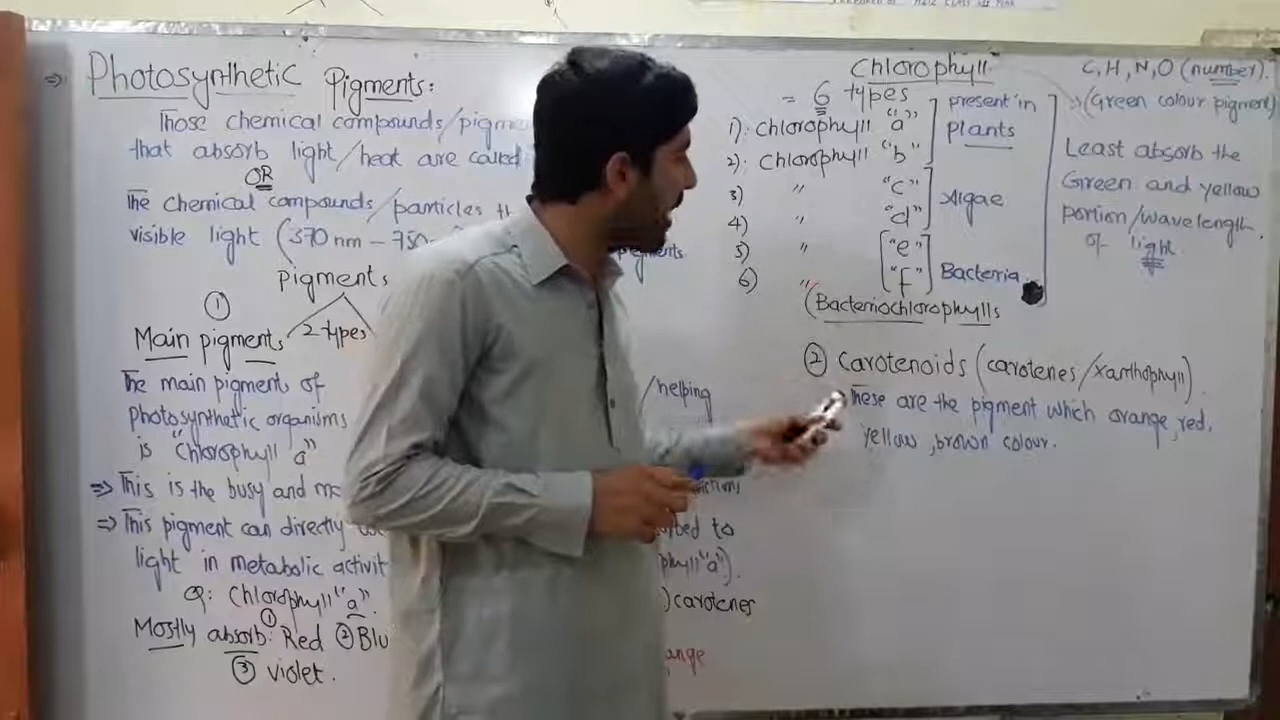 ⇒ Photosynthetic Pigments:
Those chemical compounds/pigme
that absorb light/heat are called
OR
The chemical compounds/particles th
visible light (370 nm – 750
pigments
Pigments
2 types
①
Main pigments
The main pigments of
photosynthetic organisms
is "Chlorophyll "a"
⇒ This is the busy and
⇒ This pigment can directly
light in metabolic activit
eg: Chlorophyll "a".
Mostly absorb: ① Red ② Blu
③ violet.
/helping
to
phyll "a").
) carotenes
ange
Chlorophyll
= 6 types
1): chlorophyll "a"
2): chlorophyll "b"
present in
plants
3) " "c"
4) " "d"
Algae
5) " "e"
6) " "f"
Bacteria
(Bacteriochlorophylls
C, H, N, O (number).
(Green colour pigment)
Least absorb the
Green and yellow
portion/wavelength.
of light
② Carotenoids (carotenes/xanthophyll).
These are the pigment which orange, red,
yellow, brown colour.